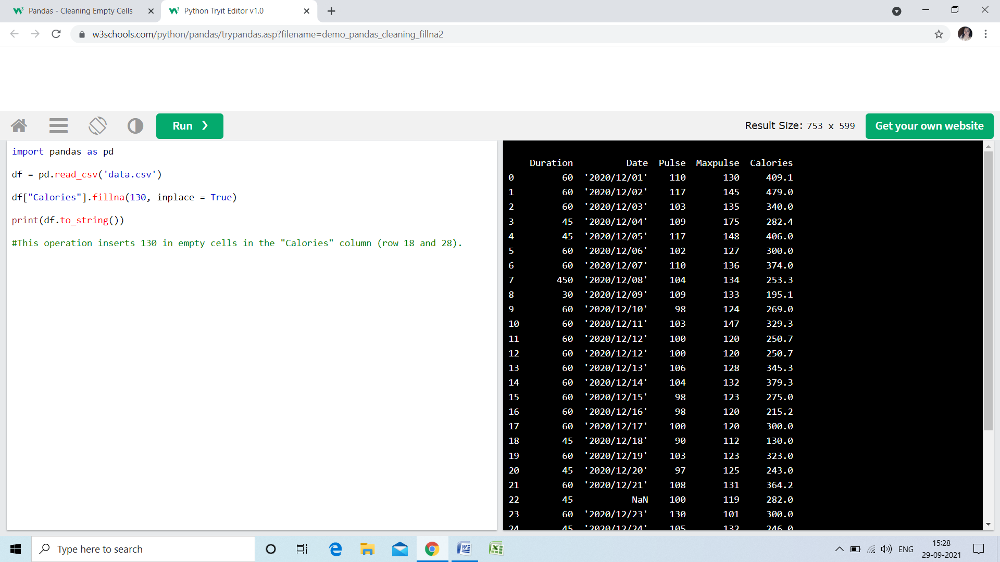 Pandas - Cleaning Empty Cells
Python Tryit Editor v1.0
w3schools.com/python/pandas/trypandas.asp?filename=demo_pandas_cleaning_fillna2
Run ❯
Result Size: 753 x 599
Get your own website
import pandas as pd
df = pd.read_csv('data.csv')
df["Calories"].fillna(130, inplace = True)
print(df.to_string())
#This operation inserts 130 in empty cells in the "Calories" column (row 18 and 28).
Duration Date Pulse Maxpulse Calories
0 60 '2020/12/01' 110 130 409.1
1 60 '2020/12/02' 117 145 479.0
2 60 '2020/12/03' 103 135 340.0
3 45 '2020/12/04' 109 175 282.4
4 45 '2020/12/05' 117 148 406.0
5 60 '2020/12/06' 102 127 300.0
6 60 '2020/12/07' 110 136 374.0
7 450 '2020/12/08' 104 134 253.3
8 30 '2020/12/09' 109 133 195.1
9 60 '2020/12/10' 98 124 269.0
10 60 '2020/12/11' 103 147 329.3
11 60 '2020/12/12' 100 120 250.7
12 60 '2020/12/12' 100 120 250.7
13 60 '2020/12/13' 106 128 345.3
14 60 '2020/12/14' 104 132 379.3
15 60 '2020/12/15' 98 123 275.0
16 60 '2020/12/16' 98 120 215.2
17 60 '2020/12/17' 100 120 300.0
18 45 '2020/12/18' 90 112 130.0
19 60 '2020/12/19' 103 123 323.0
20 45 '2020/12/20' 97 125 243.0
21 60 '2020/12/21' 108 131 364.2
22 45 NaN 100 119 282.0
23 60 '2020/12/23' 130 101 300.0
24 45 '2020/12/24' 105 132 246.0
Type here to search
ENG
15:28
29-09-2021